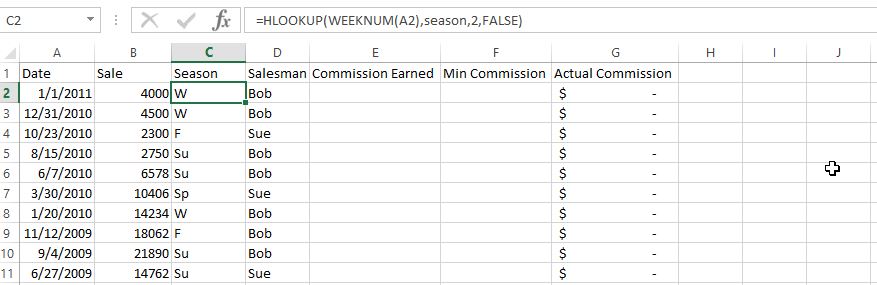 C2 fx =HLOOKUP(WEEKNUM(A2),season,2,FALSE)
A B C D E F G H I J
1 Date Sale Season Salesman Commission Earned Min Commission Actual Commission
2 1/1/2011 4000 W Bob $ -
3 12/31/2010 4500 W Bob $ -
4 10/23/2010 2300 F Sue $ -
5 8/15/2010 2750 Su Bob $ -
6 6/7/2010 6578 Su Bob $ -
7 3/30/2010 10406 Sp Sue $ -
8 1/20/2010 14234 W Bob $ -
9 11/12/2009 18062 F Bob $ -
10 9/4/2009 21890 Su Bob $ -
11 6/27/2009 14762 Su Sue $ -